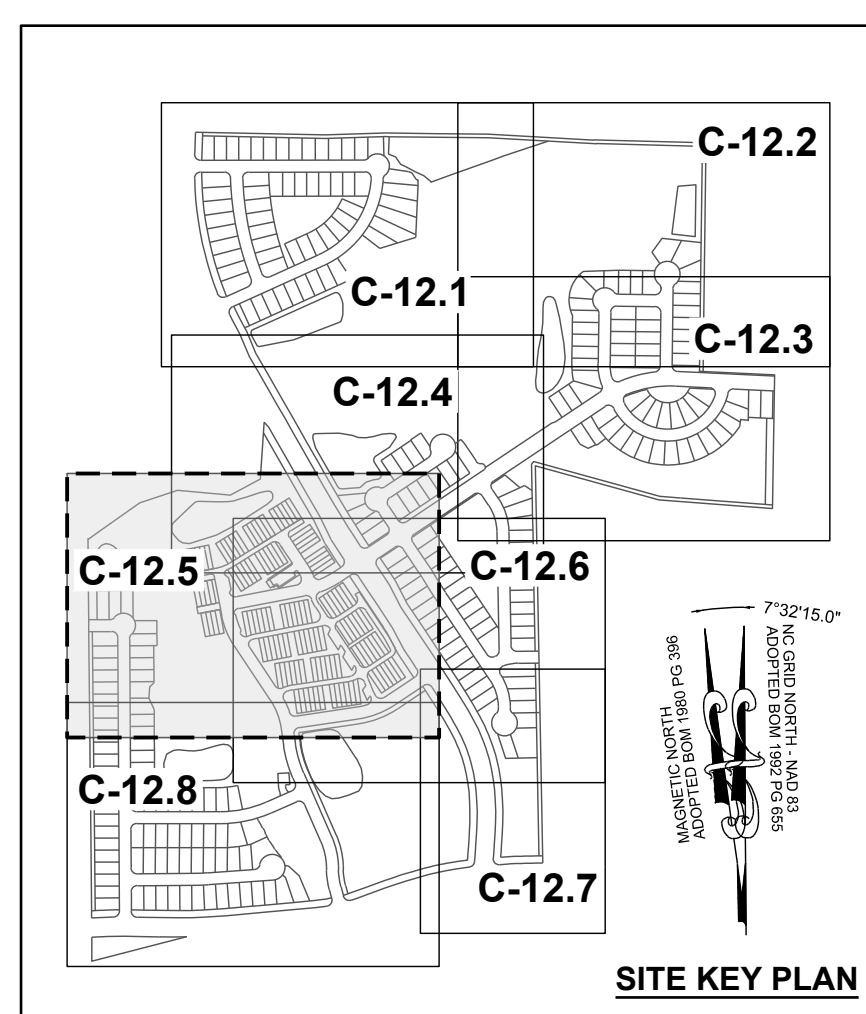 C-12.2
C-12.1
C-12.3
C-12.4
C-12.5
C-12.6
7°32'15.0"
MAGNETIC NORTH
ADOPTED BOM 1980 PG 396
NC GRID NORTH - NAD 83
ADOPTED BOM 1992 PG 655
C-12.8
C-12.7
SITE KEY PLAN